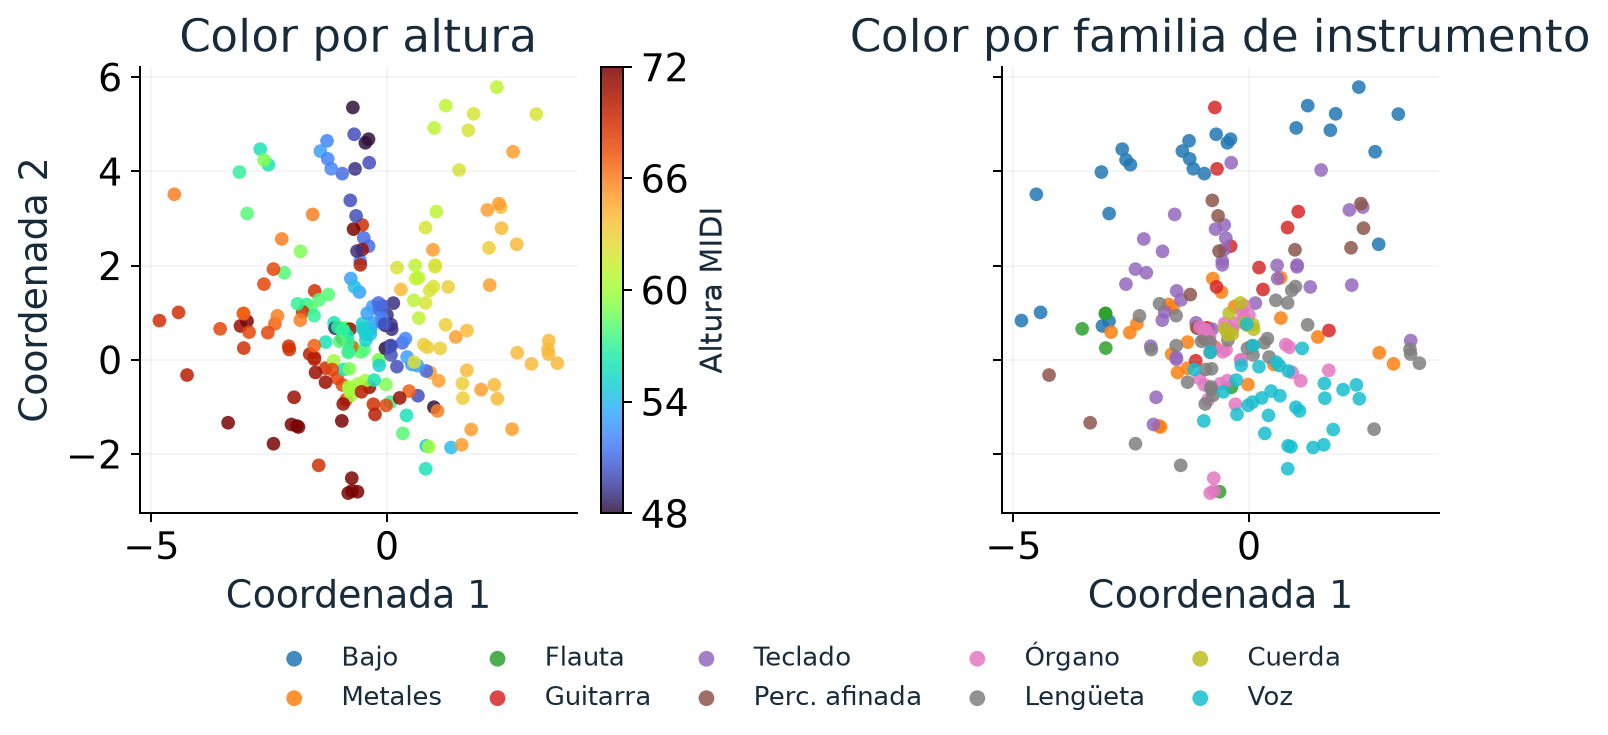 Color por altura
Color por familia de instrumento
Coordenada 2
6
4
2
0
−2
−5
0
Coordenada 1
72
66
60
54
48
Altura MIDI
−5
0
Coordenada 1
Bajo
Flauta
Teclado
Órgano
Cuerda
Metales
Guitarra
Perc. afinada
Lengüeta
Voz